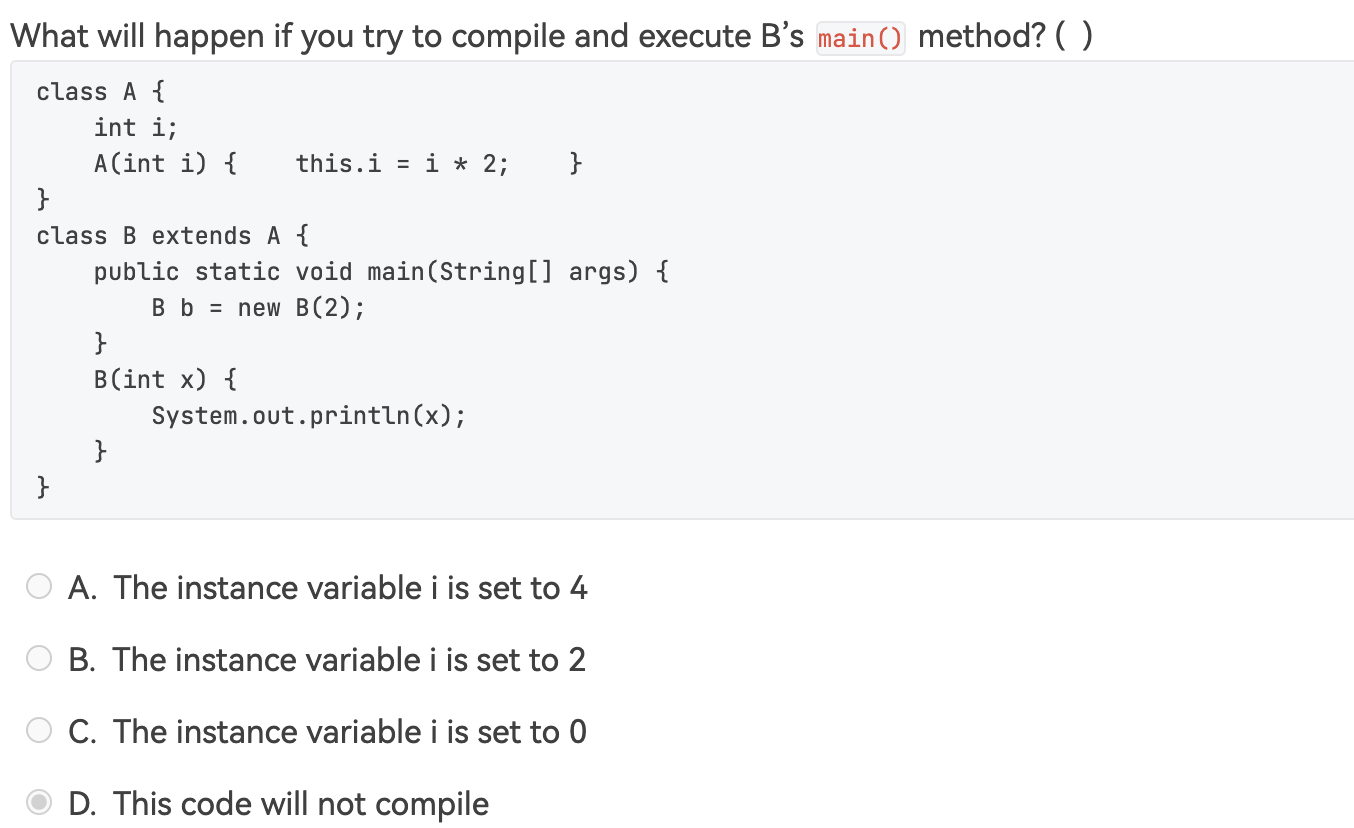 What will happen if you try to compile and execute B’s main() method? ( )
class A {
    int i;
    A(int i) {    this.i = i * 2;    }
}
class B extends A {
    public static void main(String[] args) {
        B b = new B(2);
    }
    B(int x) {
        System.out.println(x);
    }
}
A. The instance variable i is set to 4
B. The instance variable i is set to 2
C. The instance variable i is set to 0
D. This code will not compile